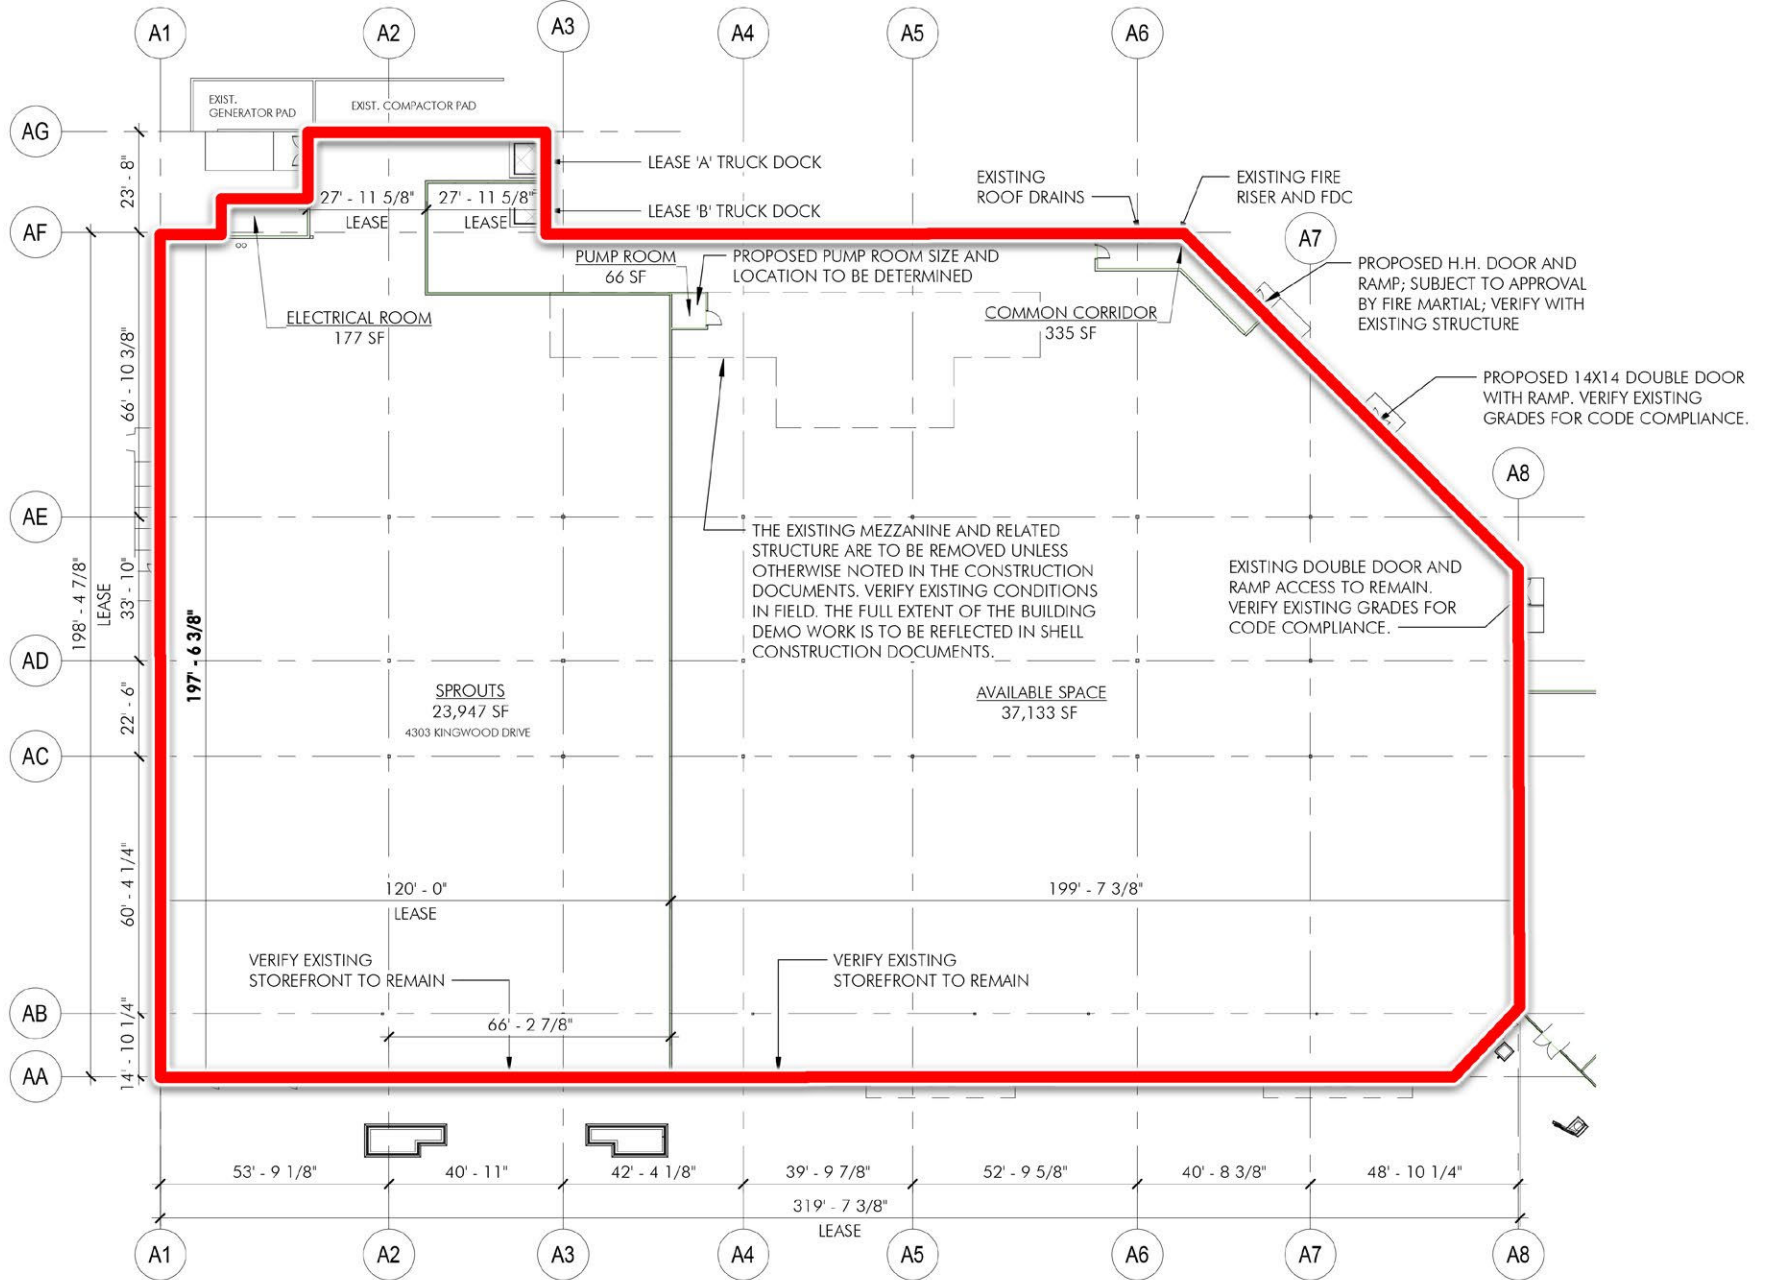 A1
A2
A3
A4
A5
A6
EXIST.
GENERATOR PAD
EXIST. COMPACTOR PAD
AG
23' - 8"
LEASE 'A' TRUCK DOCK
EXISTING
ROOF DRAINS
EXISTING FIRE
RISER AND FDC
27' - 11 5/8"
LEASE
27' - 11 5/8"
LEASE
LEASE 'B' TRUCK DOCK
AF
A7
PUMP ROOM
66 SF
PROPOSED PUMP ROOM SIZE AND
LOCATION TO BE DETERMINED
PROPOSED H.H. DOOR AND
RAMP; SUBJECT TO APPROVAL
BY FIRE MARTIAL; VERIFY WITH
EXISTING STRUCTURE
ELECTRICAL ROOM
177 SF
COMMON CORRIDOR
335 SF
66' - 10 3/8"
PROPOSED 14X14 DOUBLE DOOR
WITH RAMP. VERIFY EXISTING
GRADES FOR CODE COMPLIANCE.
A8
AE
THE EXISTING MEZZANINE AND RELATED
STRUCTURE ARE TO BE REMOVED UNLESS
OTHERWISE NOTED IN THE CONSTRUCTION
DOCUMENTS. VERIFY EXISTING CONDITIONS
IN FIELD. THE FULL EXTENT OF THE BUILDING
DEMO WORK IS TO BE REFLECTED IN SHELL
CONSTRUCTION DOCUMENTS.
EXISTING DOUBLE DOOR AND
RAMP ACCESS TO REMAIN.
VERIFY EXISTING GRADES FOR
CODE COMPLIANCE.
198' - 4 7/8"
LEASE
33' - 10"
197' - 6 3/8"
AD
22' - 6"
SPROUTS
23,947 SF
4303 KINGWOOD DRIVE
AVAILABLE SPACE
37,133 SF
AC
60' - 4 1/4"
120' - 0"
LEASE
199' - 7 3/8"
VERIFY EXISTING
STOREFRONT TO REMAIN
VERIFY EXISTING
STOREFRONT TO REMAIN
AB
14' - 10 1/4"
66' - 2 7/8"
AA
53' - 9 1/8"
40' - 11"
42' - 4 1/8"
39' - 9 7/8"
52' - 9 5/8"
40' - 8 3/8"
48' - 10 1/4"
319' - 7 3/8"
LEASE
A1
A2
A3
A4
A5
A6
A7
A8